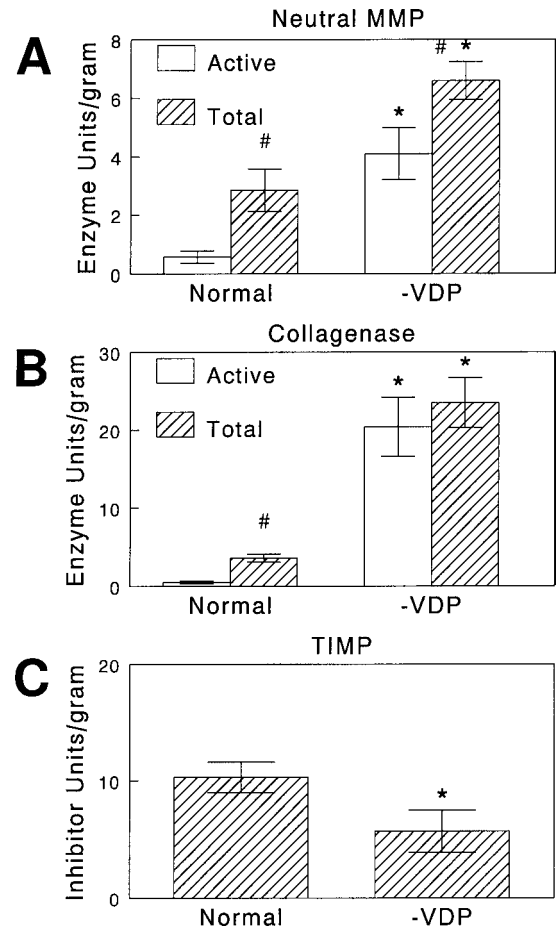 Neutral MMP
A
Enzyme Units/gram
8
6
4
2
0
Active
Total
#
*
# *
Normal
-VDP
Collagenase
B
Enzyme Units/gram
30
20
10
0
Active
Total
#
*
*
Normal
-VDP
TIMP
C
Inhibitor Units/gram
20
10
0
*
Normal
-VDP